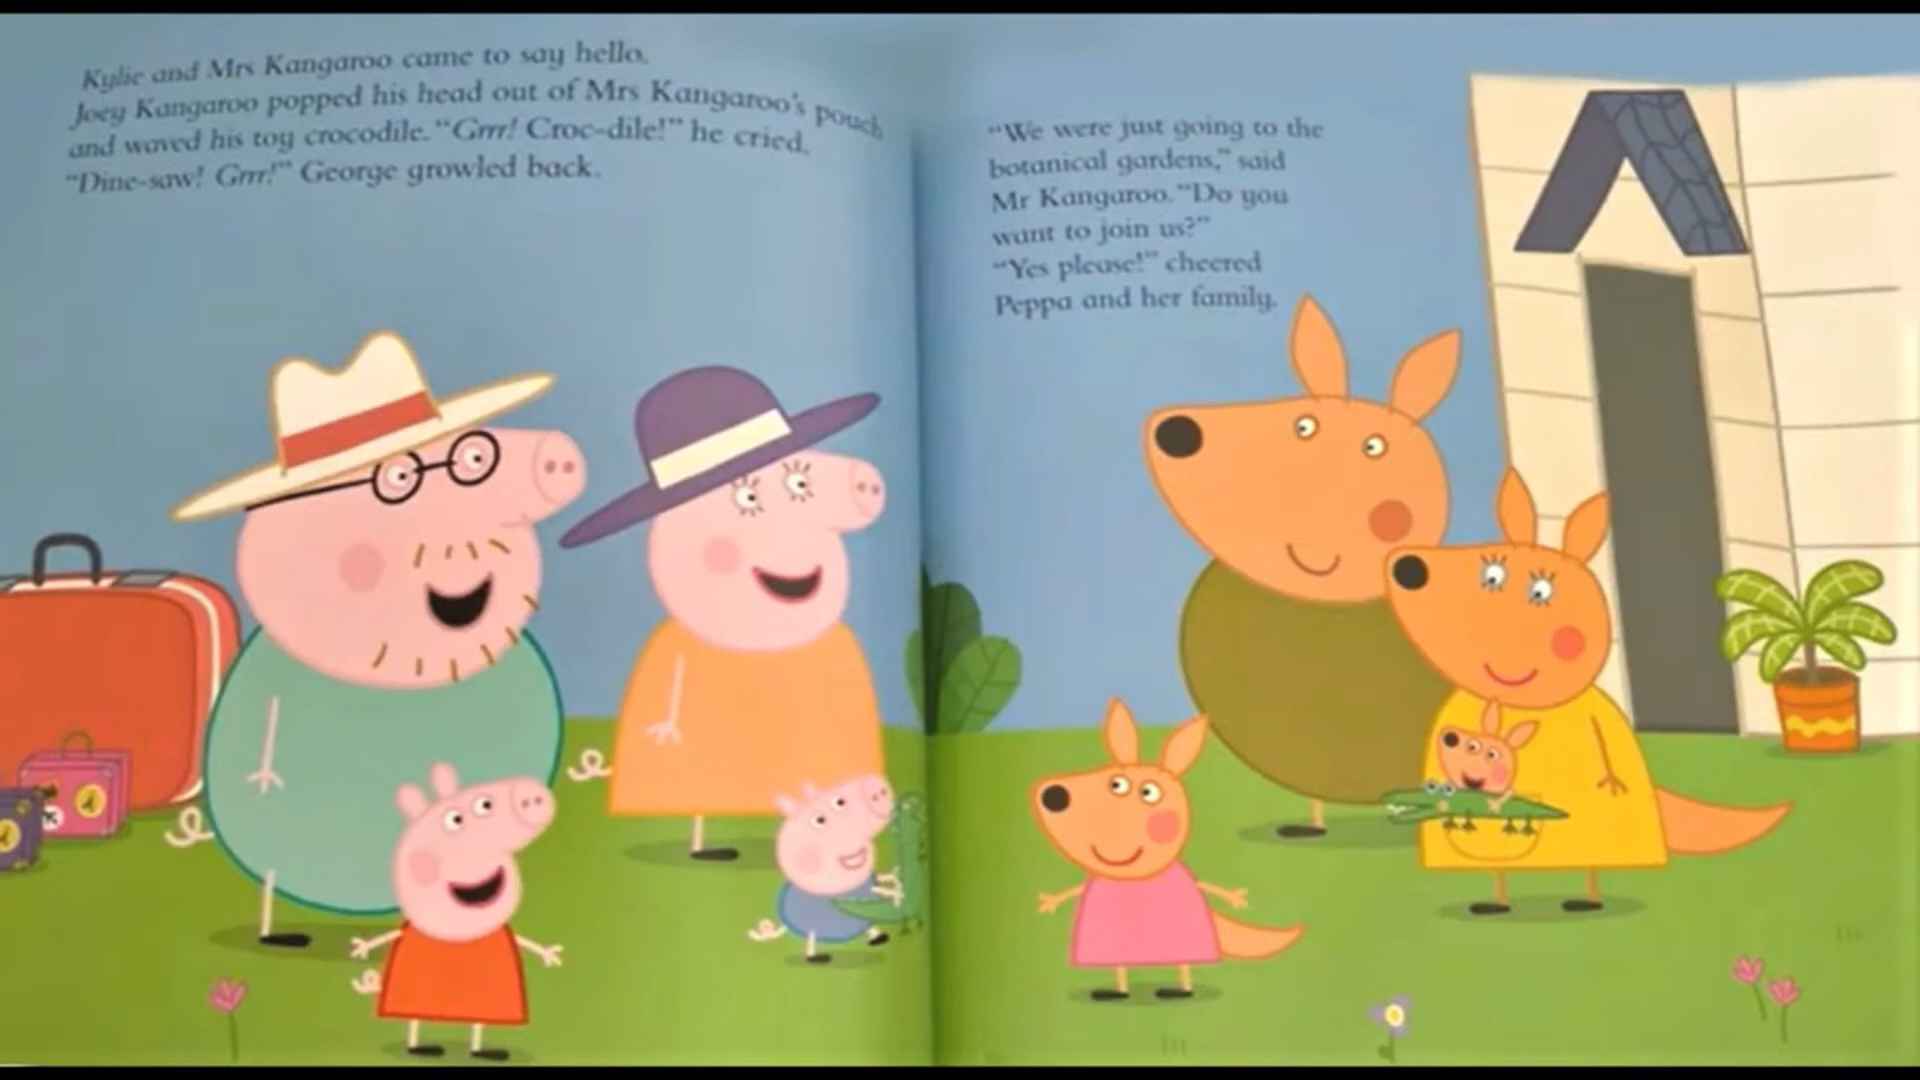 Kylie and Mrs Kangaroo came to say hello.
Joey Kangaroo popped his head out of Mrs Kangaroo's pouch
and waved his toy crocodile. “Grrr! Croc-dile!” he cried.
“Dine-saw! Grrr!” George growled back.
“We were just going to the
botanical gardens,” said
Mr Kangaroo. “Do you
want to join us?”
“Yes please!” cheered
Peppa and her family.